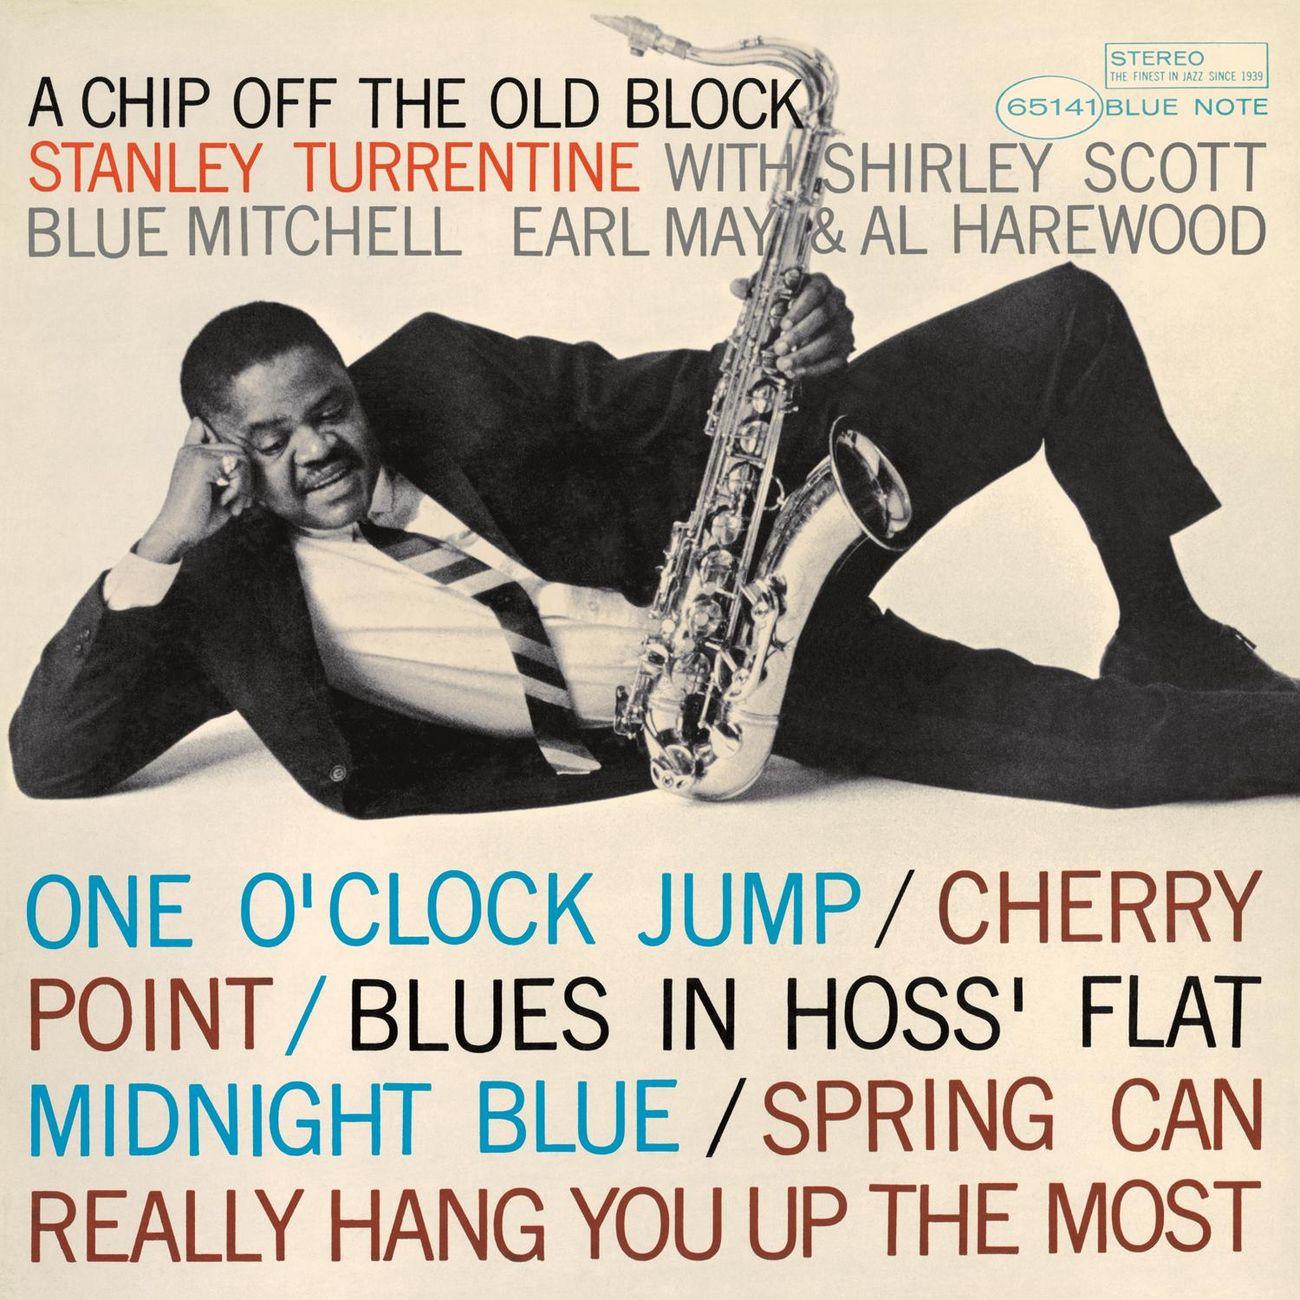 A CHIP OFF THE OLD BLOCK
STEREO
THE FINEST IN JAZZ SINCE 1939
65141 BLUE NOTE
STANLEY TURRENTINE WITH SHIRLEY SCOTT
BLUE MITCHELL EARL MAY & AL HAREWOOD
ONE O'CLOCK JUMP / CHERRY
POINT / BLUES IN HOSS' FLAT
MIDNIGHT BLUE / SPRING CAN
REALLY HANG YOU UP THE MOST